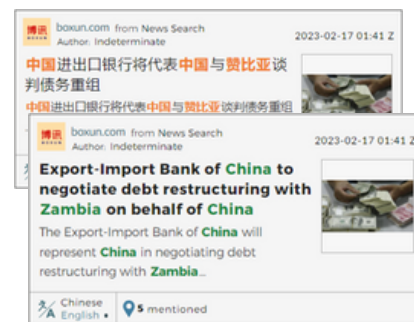 博讯 boxun.com from News Search
Author: Indeterminate
2023-02-17 01:41 Z
中国进出口银行将代表中国与赞比亚谈
判债务重组
中国进出口银行将代表中国与赞比亚谈判债务重组
博讯 boxun.com from News Search
Author: Indeterminate
2023-02-17 01:41 Z
Export-Import Bank of China to
negotiate debt restructuring with
Zambia on behalf of China
The Export-Import Bank of China will
represent China in negotiating debt
restructuring with Zambia...
Chinese
English
5 mentioned